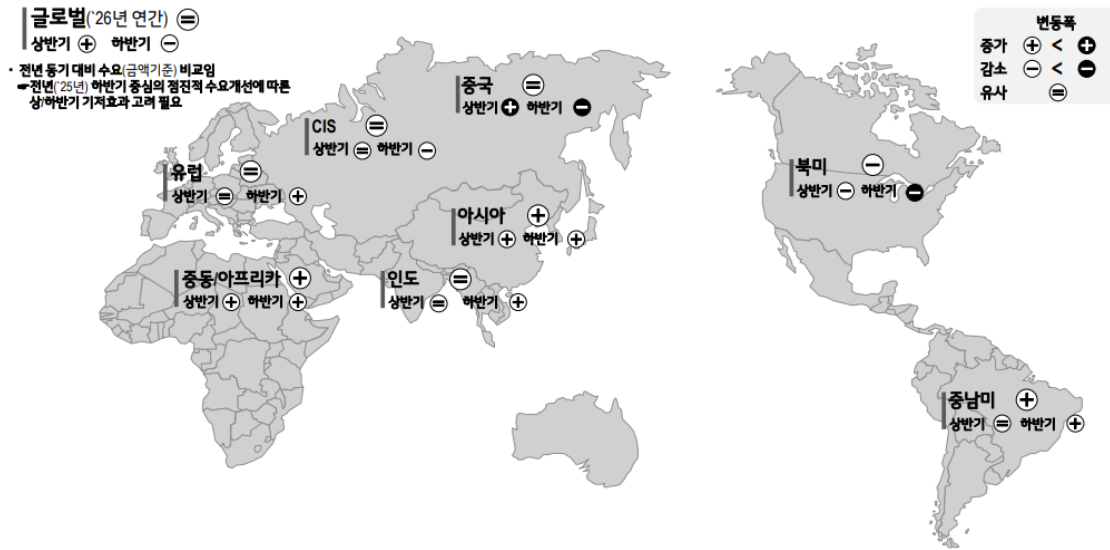 글로벌(`26년 연간) =
상반기 + 하반기 −
• 전년 동기 대비 수요(금액기준) 비교임
☛전년(`25년) 하반기 중심의 점진적 수요개선에 따른
상/하반기 기저효과 고려 필요
변동폭
증가 + < +
감소 − < −
유사 =
중국 =
상반기 + 하반기 −
CIS =
상반기 = 하반기 −
유럽 =
상반기 = 하반기 +
북미 −
상반기 − 하반기 −
아시아 +
상반기 + 하반기 +
중동/아프리카 +
상반기 + 하반기 +
인도 =
상반기 = 하반기 +
중남미 +
상반기 = 하반기 +